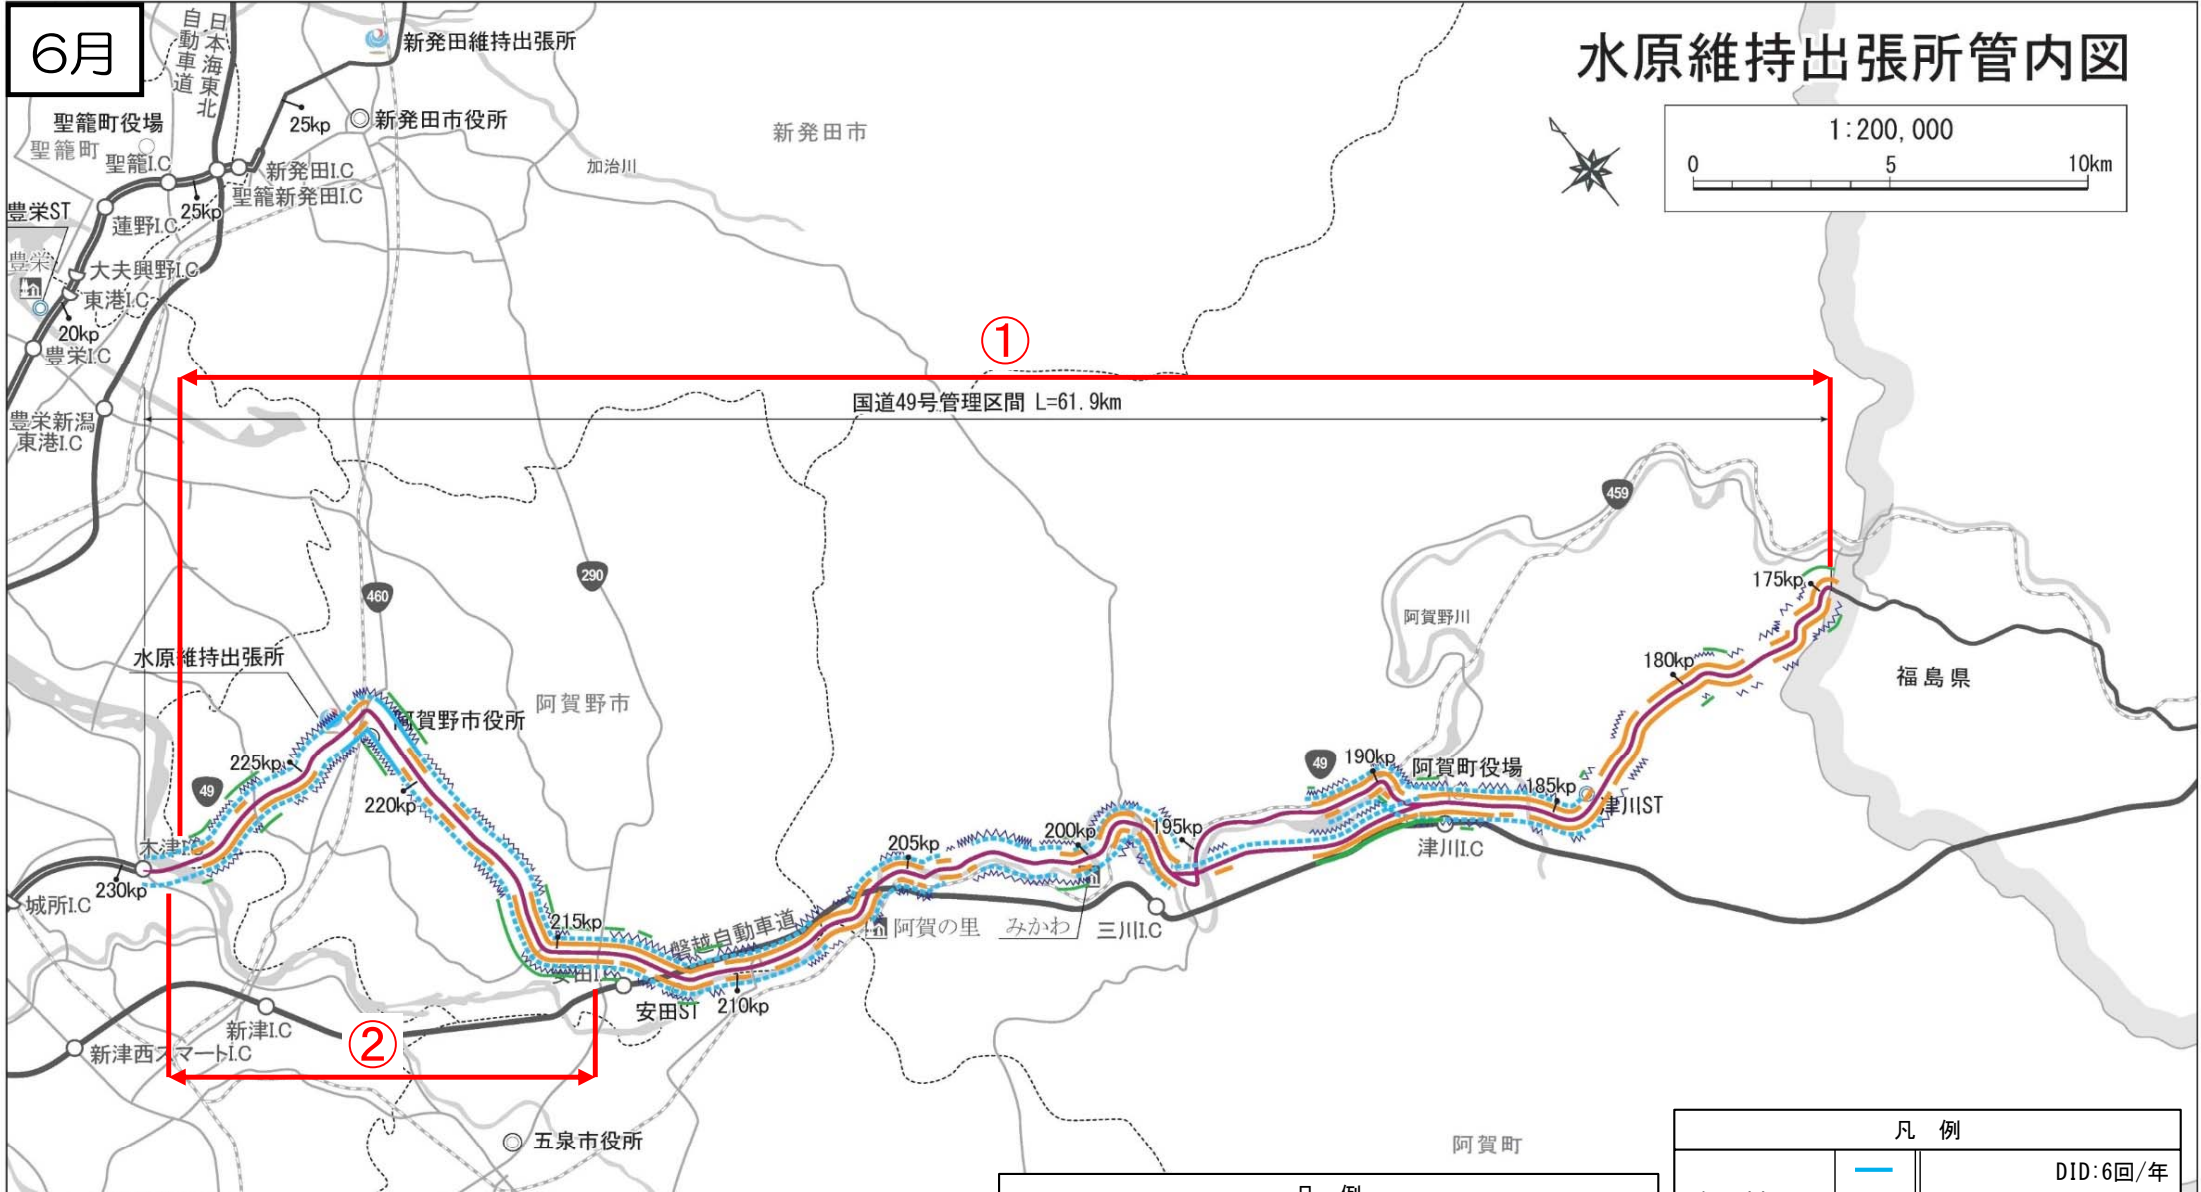 6月
水原維持出張所管内図
1:200,000
0 5 10km
日本海東北
自動車道
新発田維持出張所
25kp
新発田市役所
新発田市
加治川
聖籠町役場
聖籠町
聖籠I.C
新発田I.C
聖籠新発田I.C
25kp
豊栄ST
蓮野I.C
豊栄
大夫興野I.C
東港I.C
20kp
豊栄I.C
豊栄新潟
東港I.C
①
国道49号管理区間 L=61.9km
459
290
460
175kp
阿賀野川
水原維持出張所
180kp
福島県
阿賀野市
阿賀野市役所
225kp
49
220kp
49
190kp
阿賀町役場
185kp
津川ST
木津I.C
230kp
城所I.C
205kp
200kp
195kp
津川I.C
215kp
磐越自動車道
阿賀の里
みかわ
三川I.C
安田I.C
安田ST
210kp
新津I.C
新津西スマートI.C
②
五泉市役所
阿賀町
凡 例
DID:6回/年
凡 例